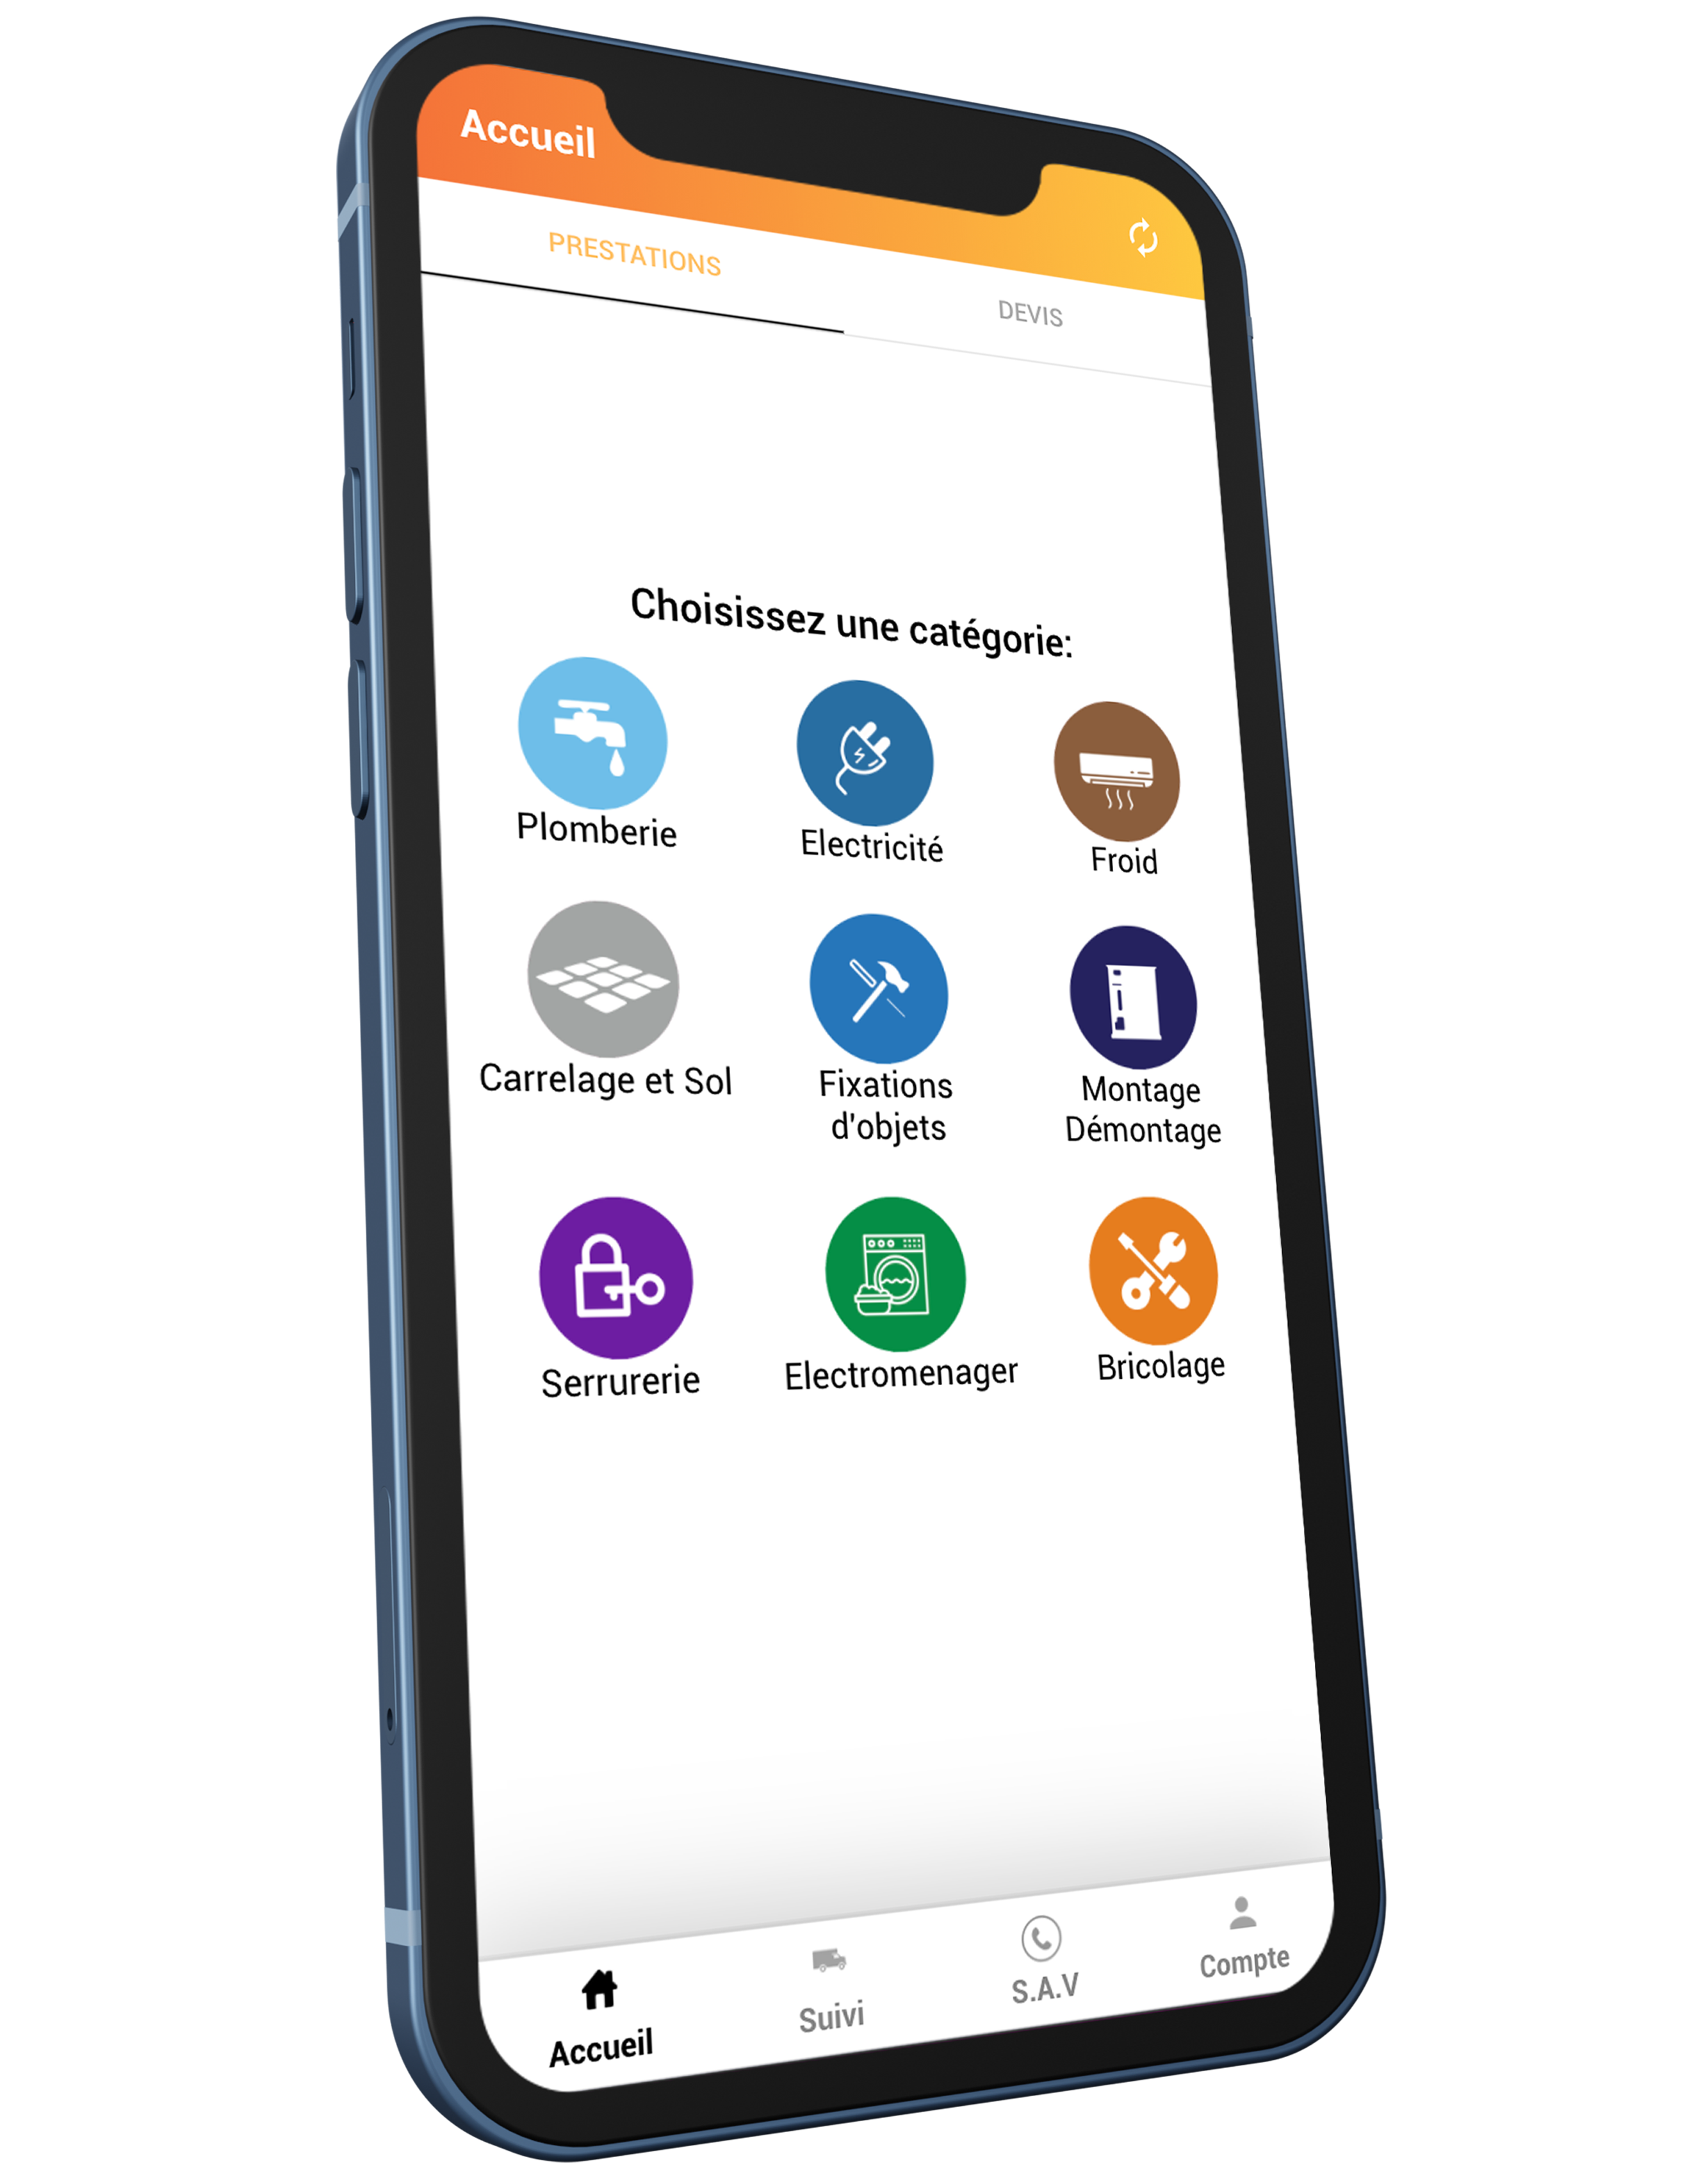 Accueil
PRESTATIONS
DEVIS
Choisissez une catégorie:
Plomberie
Electricité
Froid
Carrelage et Sol
Fixations
d'objets
Montage
Démontage
Serrurerie
Electromenager
Bricolage
Accueil
Suivi
S.A.V
Compte